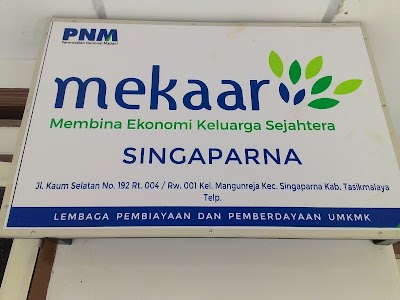 PNM
Permodalan Nasional Madani
mekaar
Membina Ekonomi Keluarga Sejahtera
SINGAPARNA
Jl. Kaum Selatan No. 192 Rt. 004 / Rw. 001 Kel. Mangunreja Kec. Singaparna Kab. Tasikmalaya
Telp.
LEMBAGA PEMBIAYAAN DAN PEMBERDAYAAN UMKMK